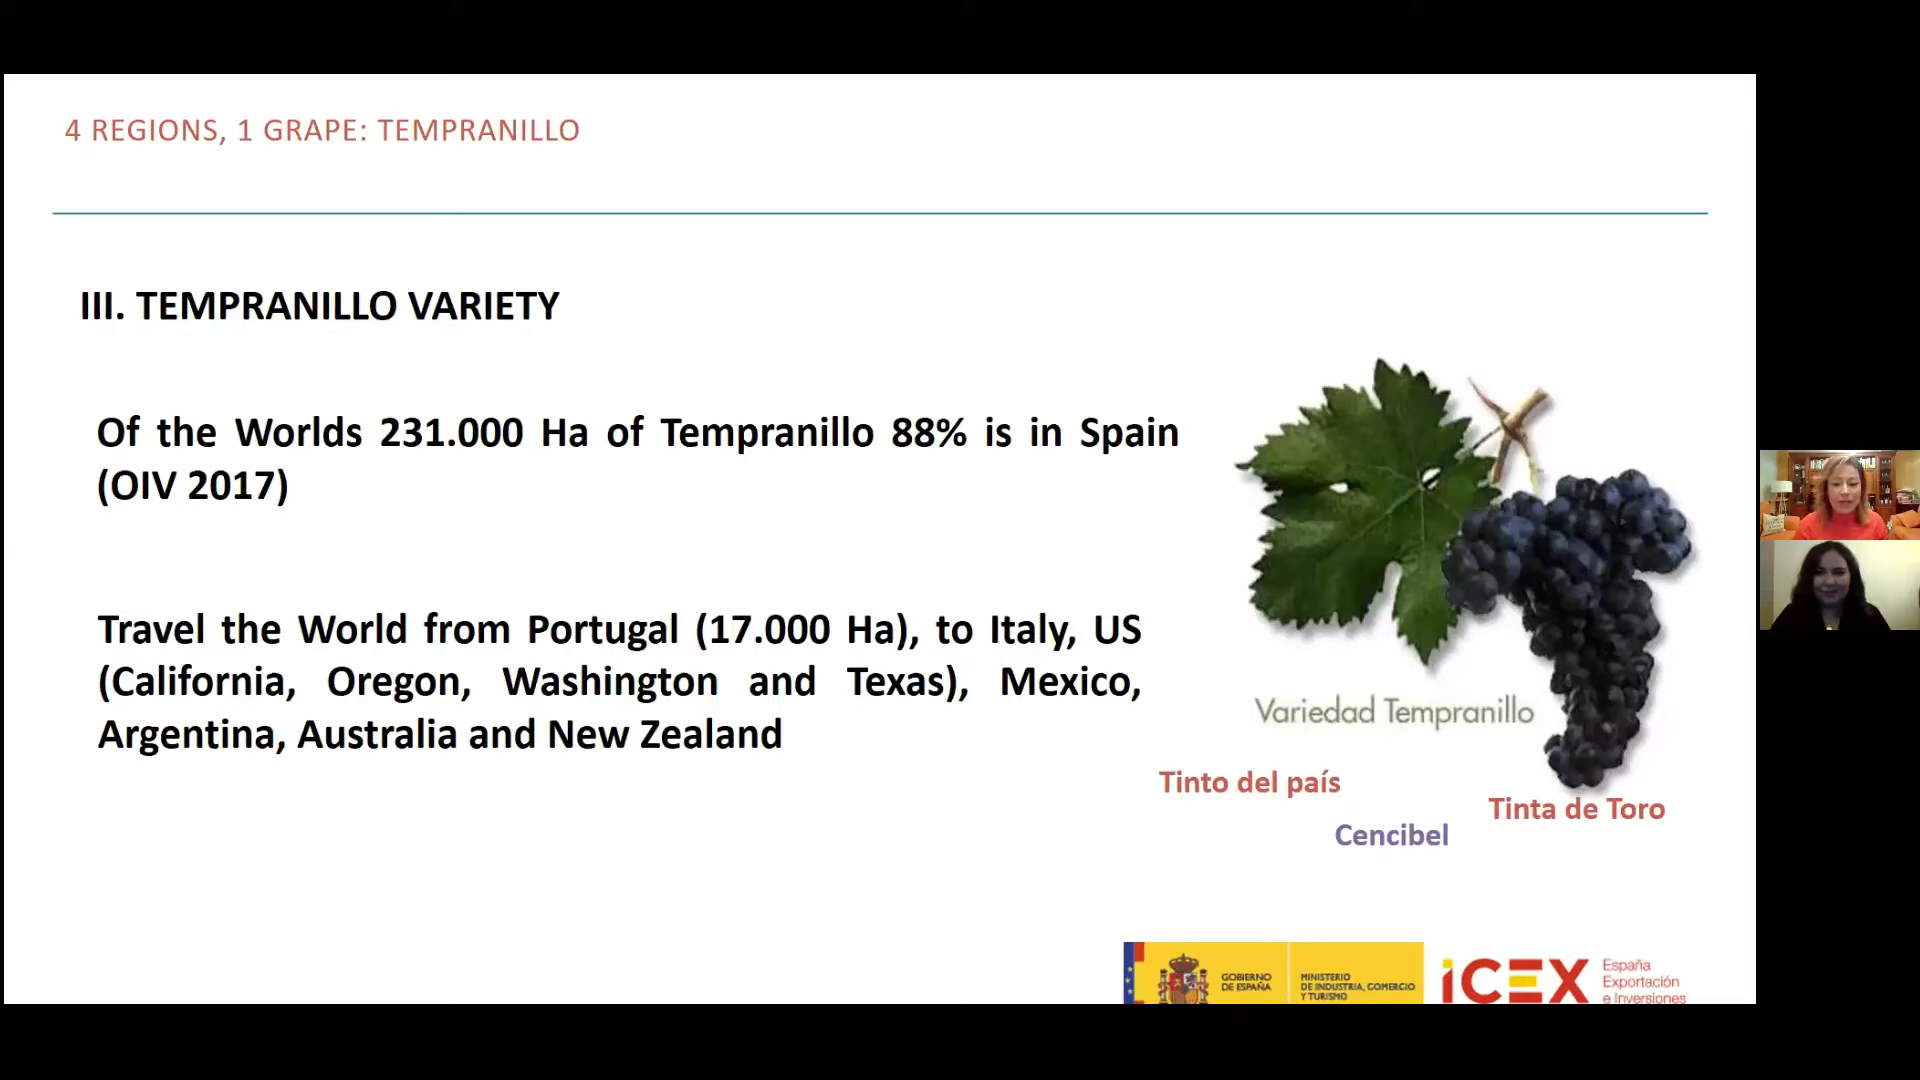 4 REGIONS, 1 GRAPE: TEMPRANILLO
III. TEMPRANILLO VARIETY
Of the Worlds 231.000 Ha of Tempranillo 88% is in Spain
(OIV 2017)
Travel the World from Portugal (17.000 Ha), to Italy, US
(California, Oregon, Washington and Texas), Mexico,
Argentina, Australia and New Zealand
Variedad Tempranillo
Tinto del país
Tinta de Toro
Cencibel
GOBIERNO
DE ESPAÑA
MINISTERIO
DE INDUSTRIA, COMERCIO
Y TURISMO
iCEX
España
Exportación
e Inversiones